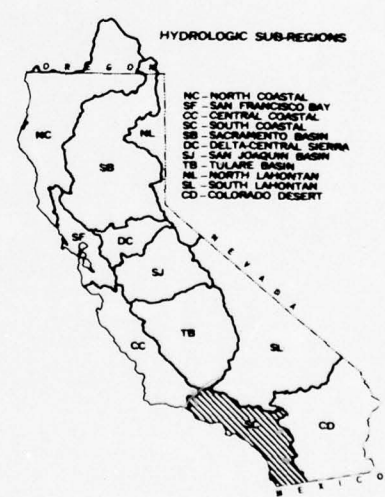 HYDROLOGIC SUB-REGIONS
OREGON
NC - NORTH COASTAL
SF - SAN FRANCISCO BAY
CC - CENTRAL COASTAL
SC - SOUTH COASTAL
SB - SACRAMENTO BASIN
DC - DELTA-CENTRAL SIERRA
SJ - SAN JOAQUIN BASIN
TB - TULARE BASIN
NL - NORTH LAHONTAN
SL - SOUTH LAHONTAN
CD - COLORADO DESERT
NC
NL
SB
SF
DC
NEVADA
SJ
TB
CC
SL
SC
CD
MEXICO